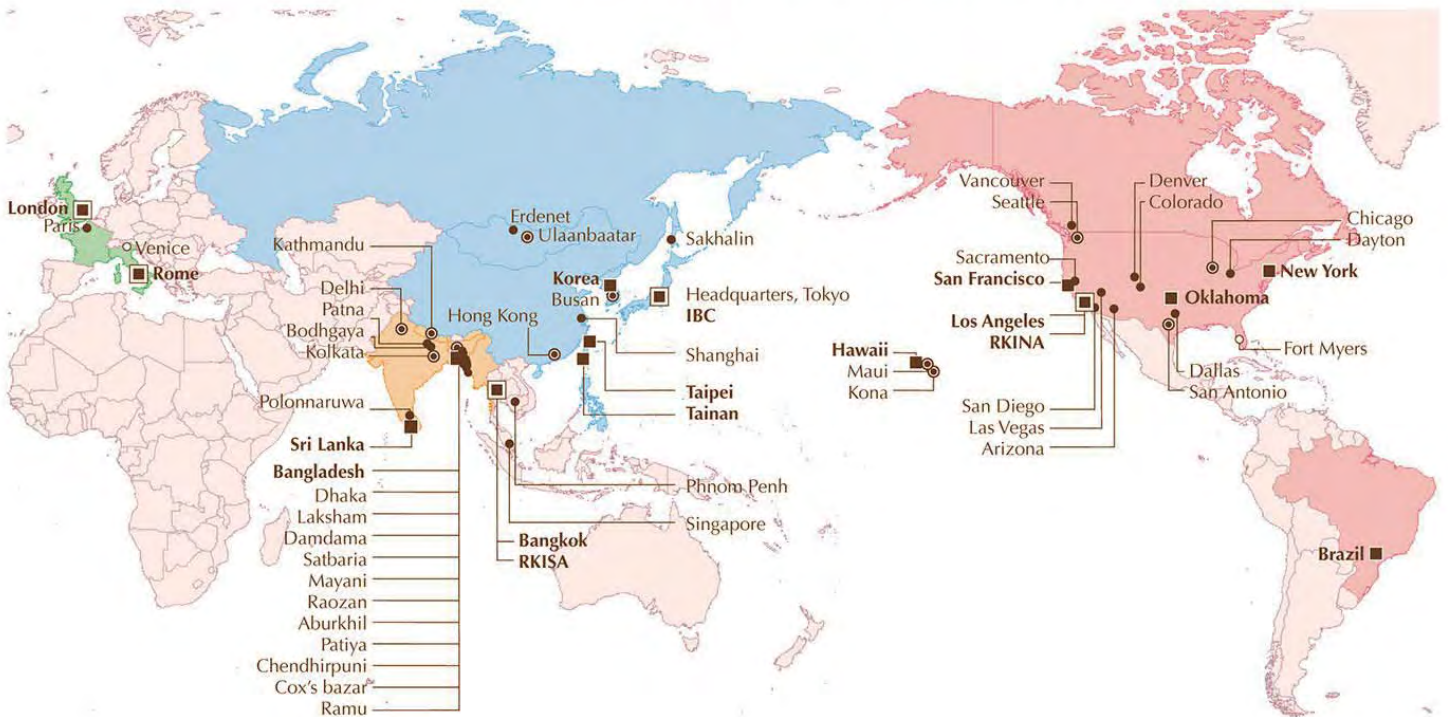 London
Paris
Venice
Rome
Kathmandu
Delhi
Patna
Bodhgaya
Kolkata
Polonnaruwa
Sri Lanka
Bangladesh
Dhaka
Laksham
Damdama
Satbaria
Mayani
Raozan
Aburkhil
Patiya
Chendhirpuni
Cox's bazar
Ramu
Erdenet
Ulaanbaatar
Sakhalin
Korea
Busan
Headquarters, Tokyo
IBC
Hong Kong
Shanghai
Taipei
Tainan
Phnom Penh
Singapore
Bangkok
RKISA
Vancouver
Seattle
Denver
Colorado
Chicago
Dayton
Sacramento
San Francisco
New York
Oklahoma
Los Angeles
RKINA
Hawaii
Maui
Kona
Fort Myers
Dallas
San Antonio
San Diego
Las Vegas
Arizona
Brazil